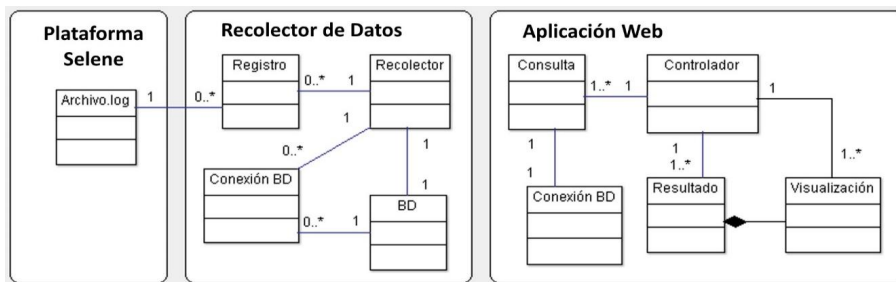 Plataforma
Selene
Archivo.log
1
0..*
Recolector de Datos
Registro
0..*
1
Recolector
1
0..*
1
1
Conexión BD
0..*
1
BD
Aplicación Web
Consulta
1..*
1
Controlador
1
1
1..*
1
1
1..*
Conexión BD
Resultado
Visualización